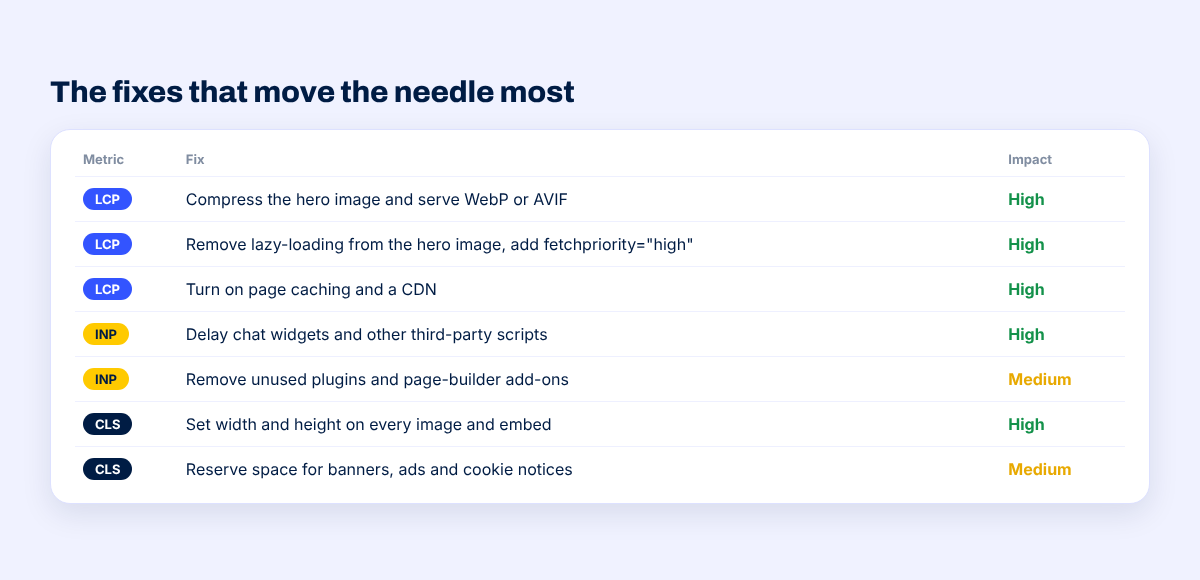 The fixes that move the needle most
Metric Fix Impact
LCP Compress the hero image and serve WebP or AVIF High
LCP Remove lazy-loading from the hero image, add fetchpriority="high" High
LCP Turn on page caching and a CDN High
INP Delay chat widgets and other third-party scripts High
INP Remove unused plugins and page-builder add-ons Medium
CLS Set width and height on every image and embed High
CLS Reserve space for banners, ads and cookie notices Medium